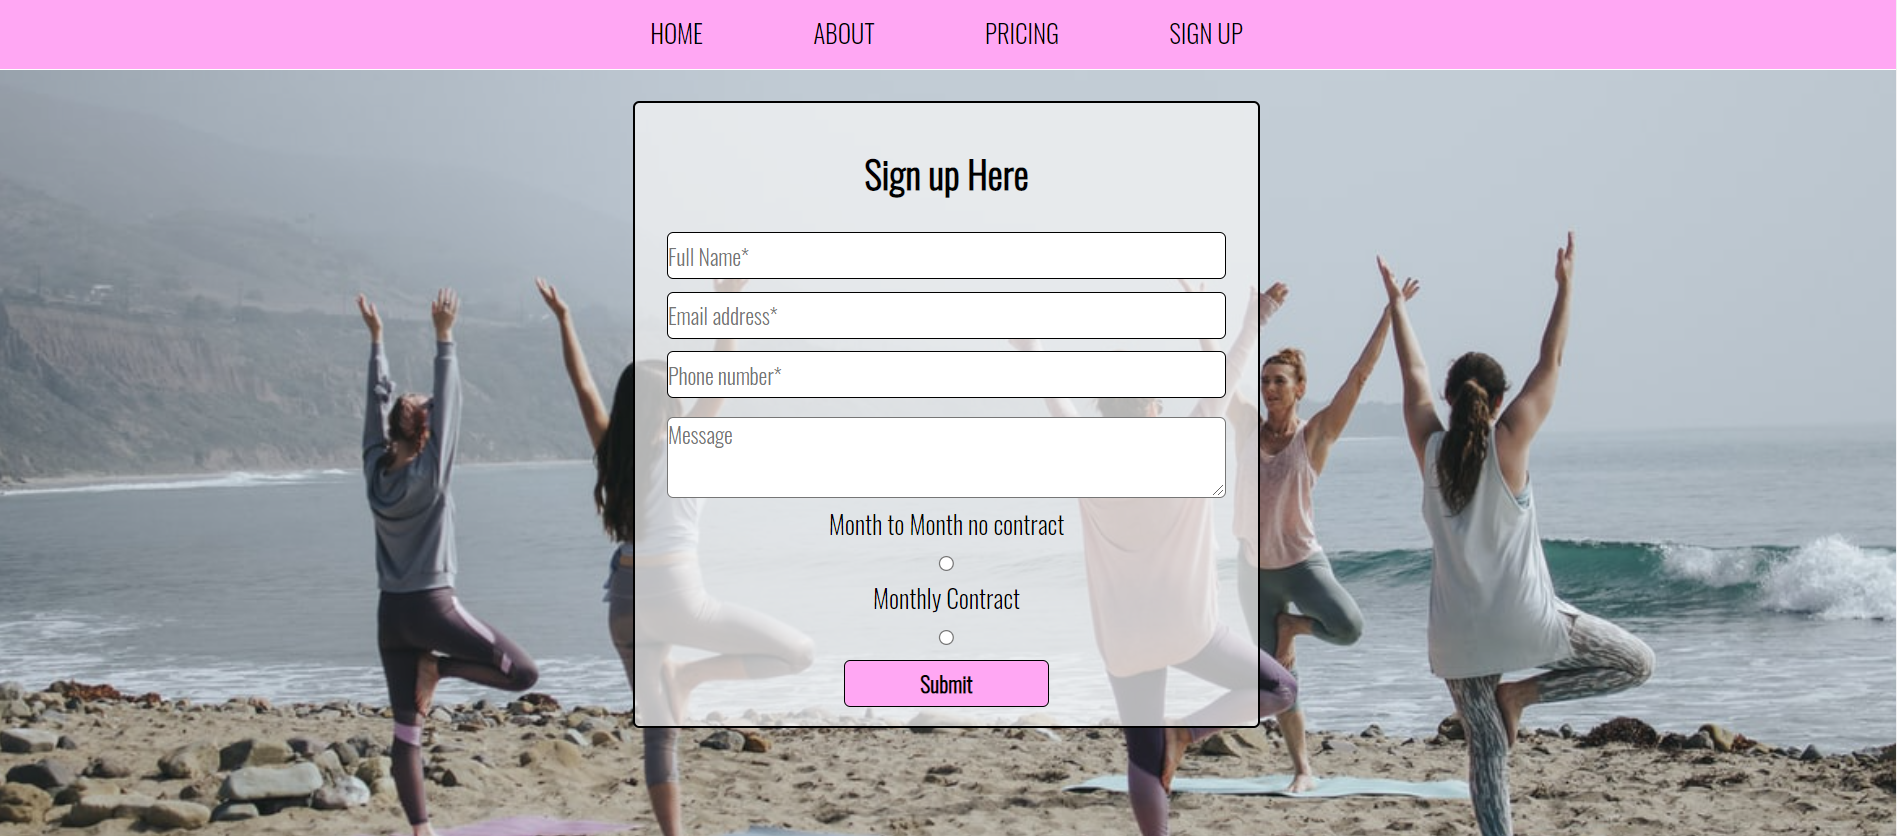 HOME ABOUT PRICING SIGN UP
Sign up Here
Full Name*
Email address*
Phone number*
Message
Month to Month no contract
Monthly Contract
Submit